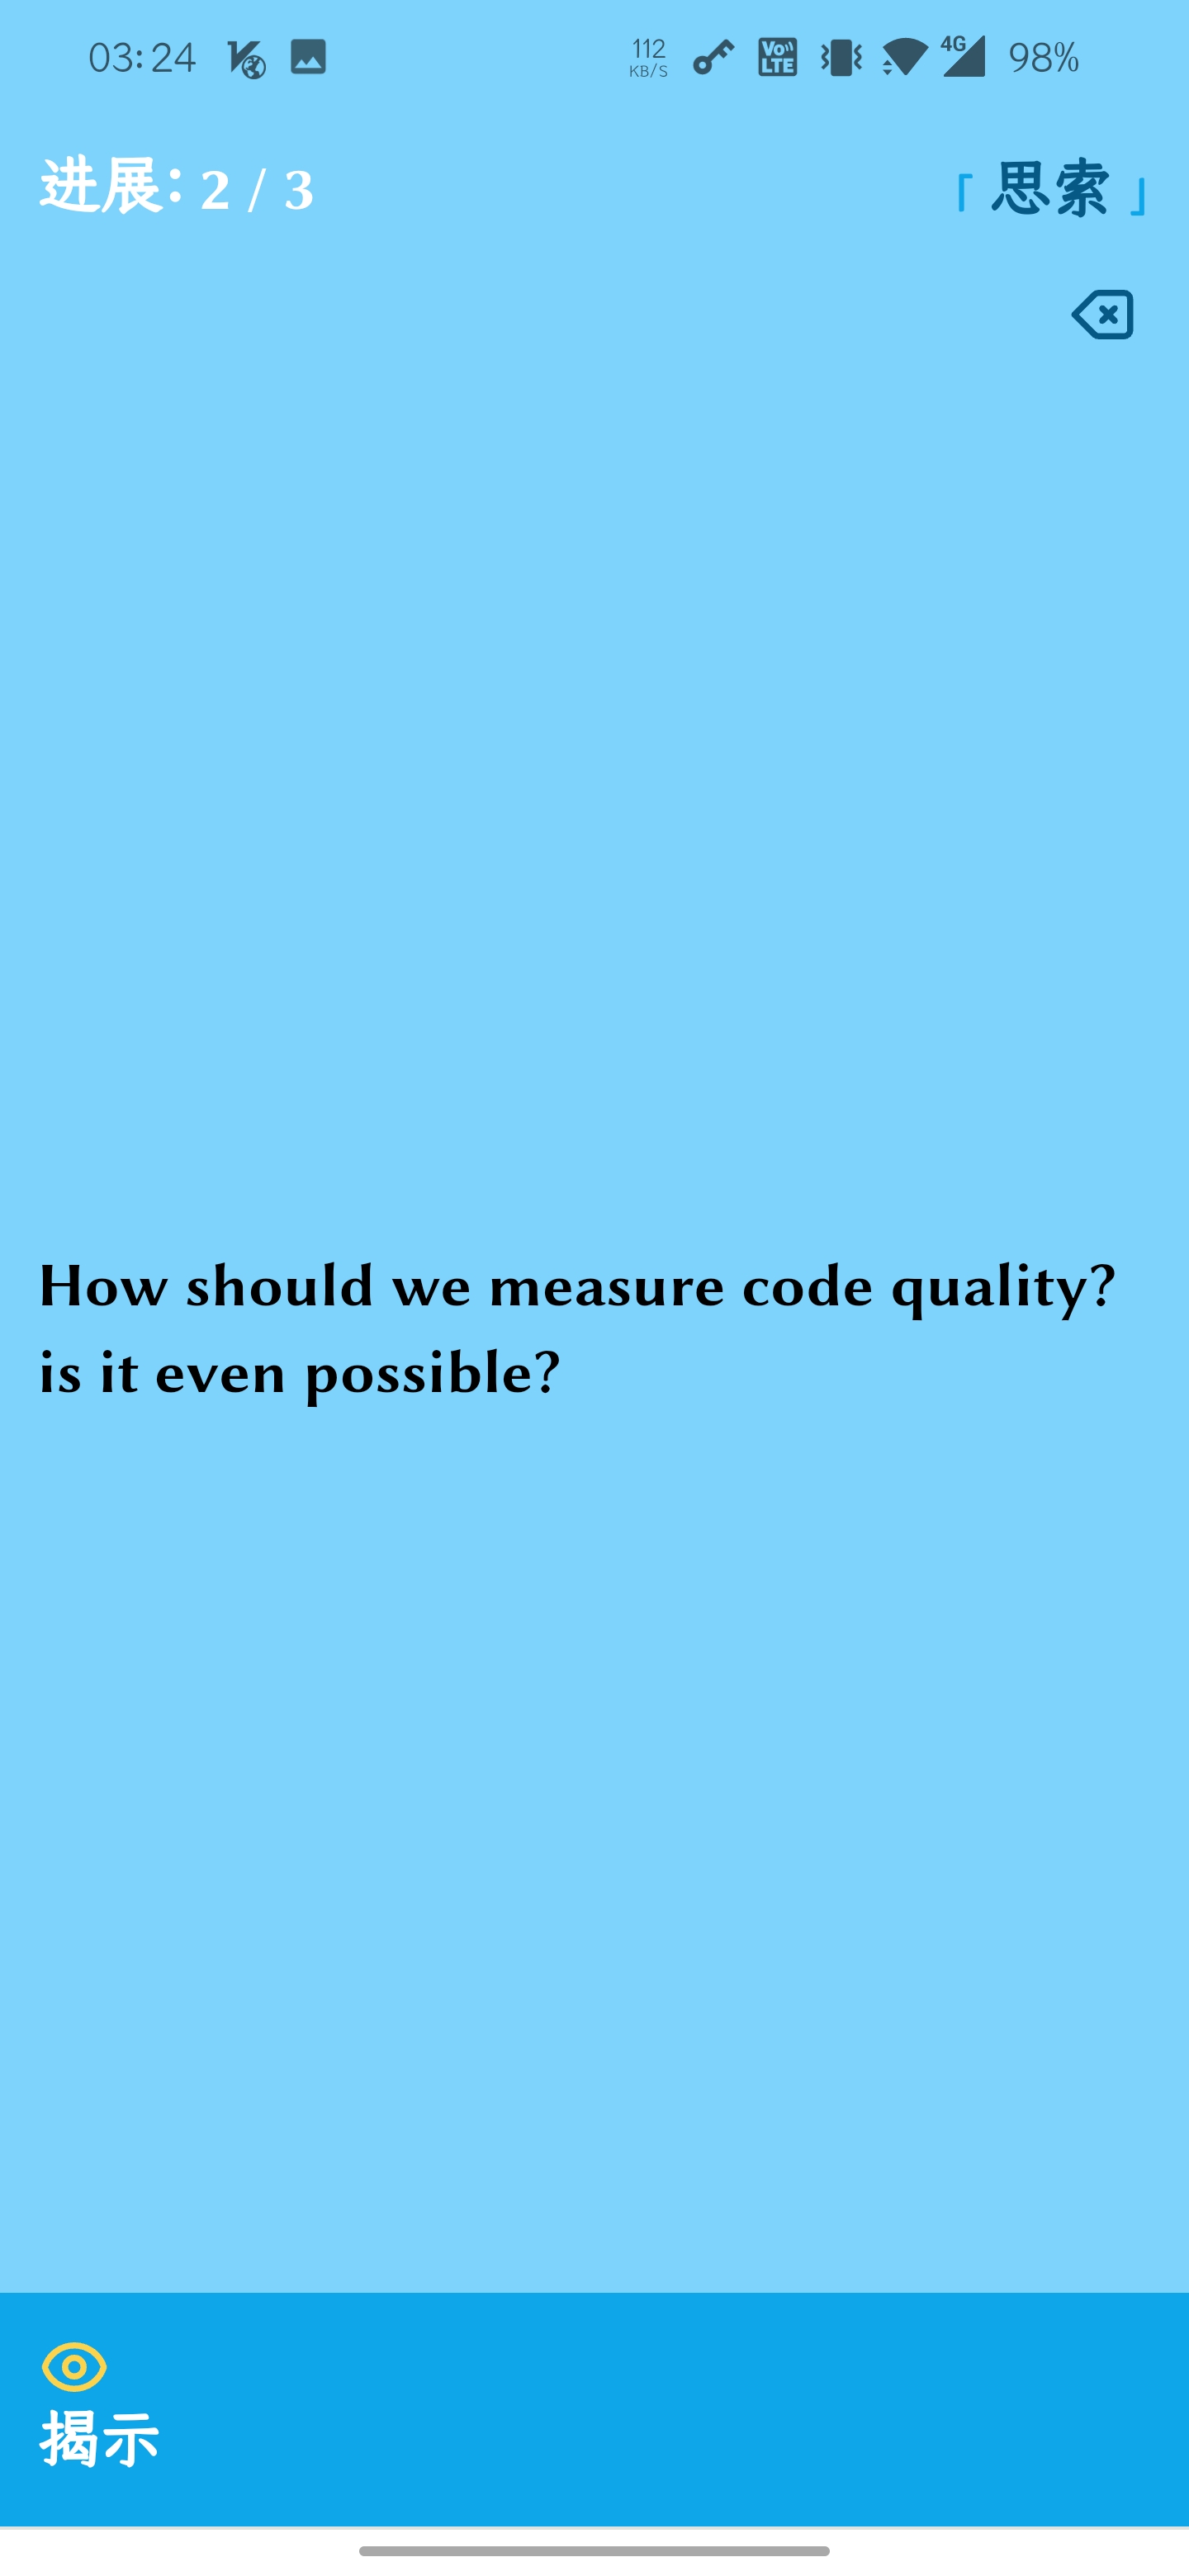 03:24 112 KB/S Vo LTE 4G 98%
进展: 2 / 3 「 思索 」
How should we measure code quality?
is it even possible?
揭示